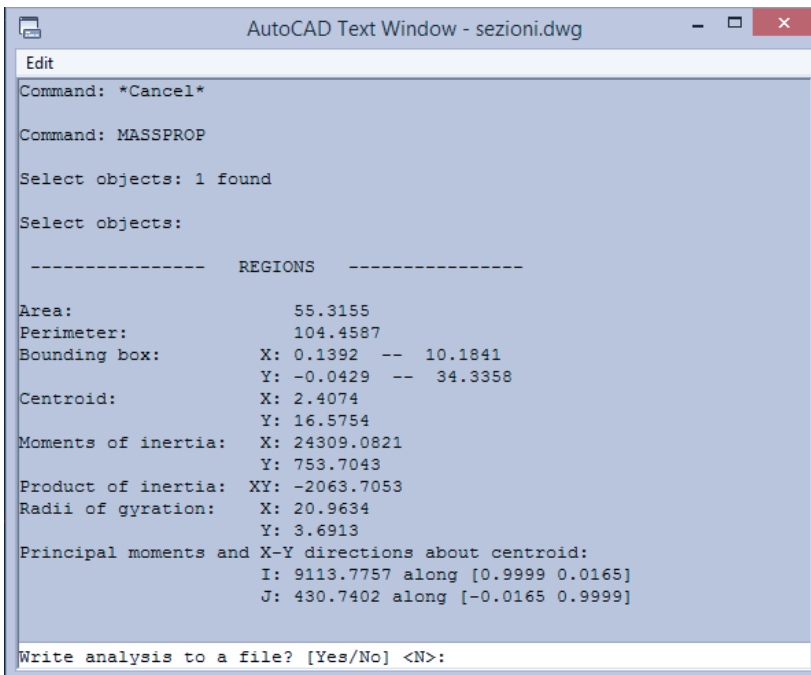 AutoCAD Text Window - sezioni.dwg
Edit
Command: *Cancel*
Command: MASSPROP
Select objects: 1 found
Select objects:
---------------- REGIONS ----------------
Area: 55.3155
Perimeter: 104.4587
Bounding box: X: 0.1392 -- 10.1841
Y: -0.0429 -- 34.3358
Centroid: X: 2.4074
Y: 16.5754
Moments of inertia: X: 24309.0821
Y: 753.7043
Product of inertia: XY: -2063.7053
Radii of gyration: X: 20.9634
Y: 3.6913
Principal moments and X-Y directions about centroid:
I: 9113.7757 along [0.9999 0.0165]
J: 430.7402 along [-0.0165 0.9999]
Write analysis to a file? [Yes/No] <N>: